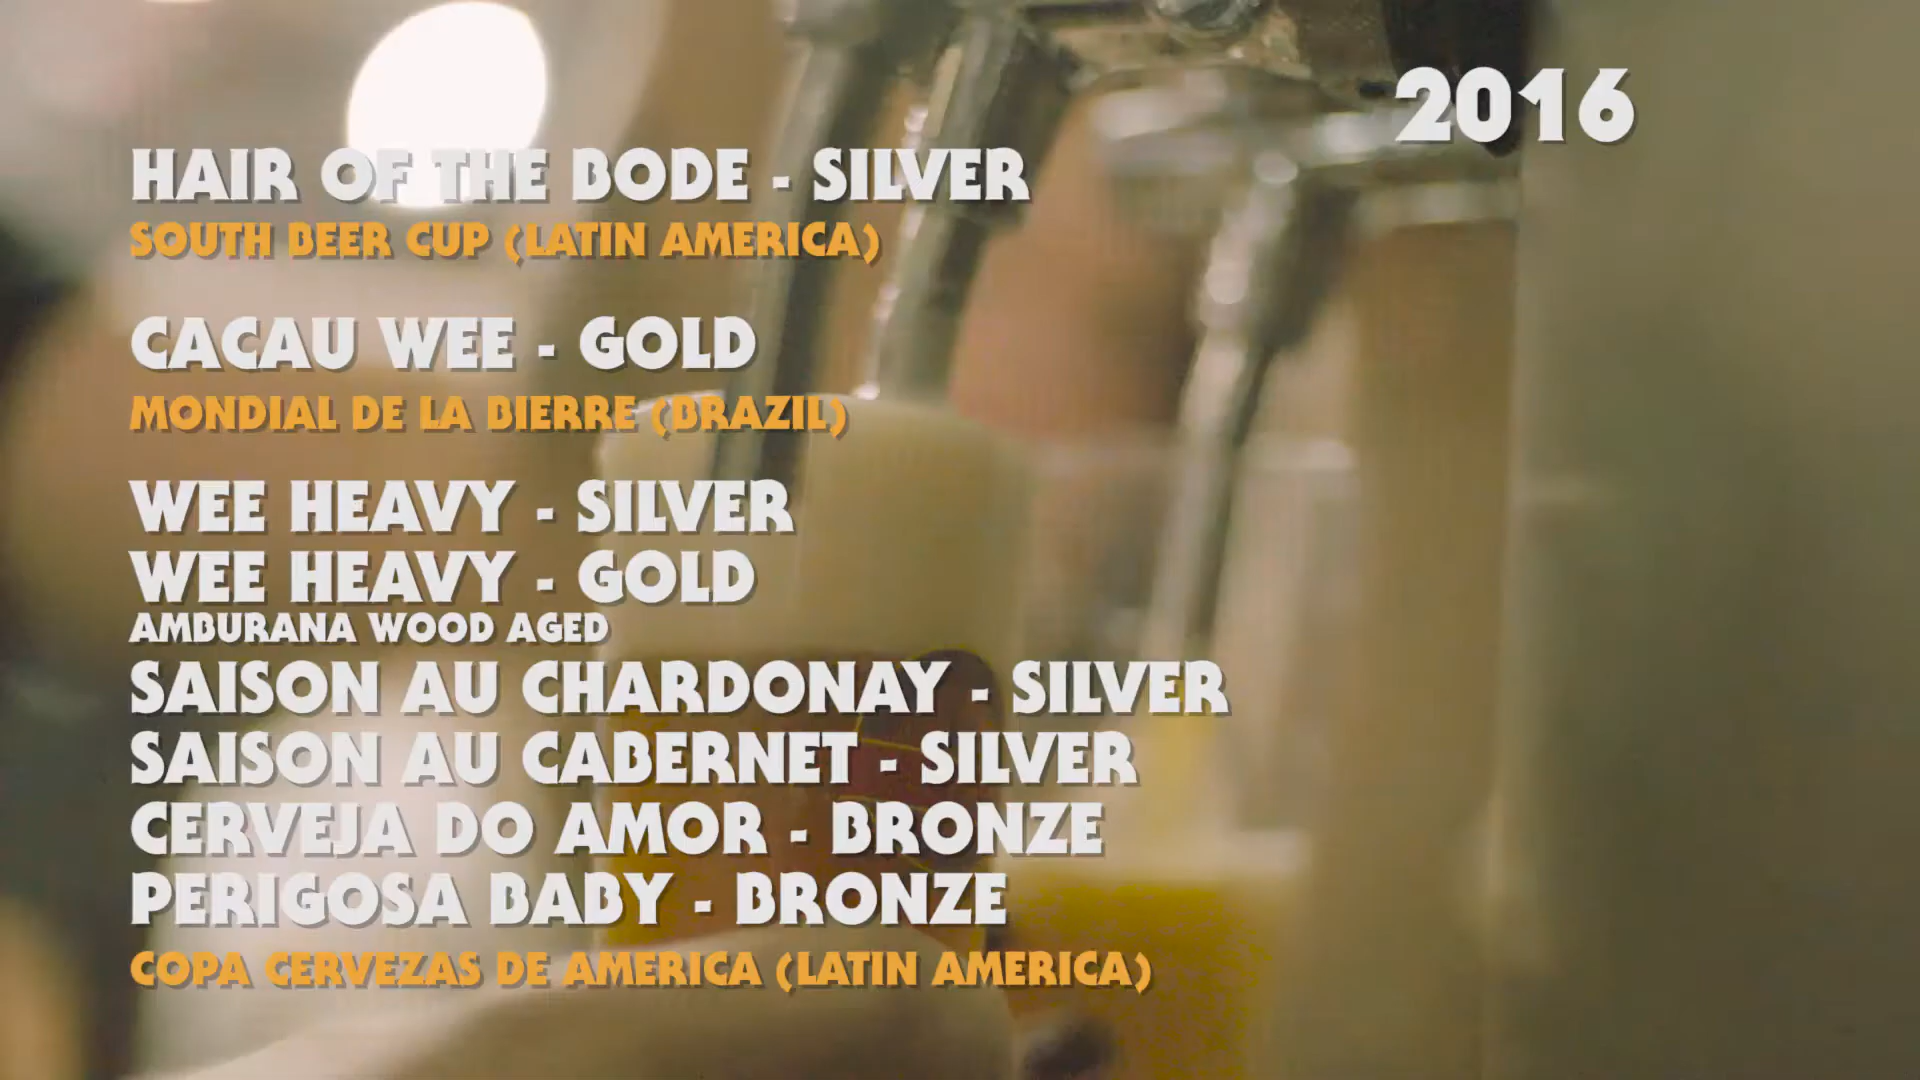 2016
HAIR OF THE BODE - SILVER
SOUTH BEER CUP (LATIN AMERICA)
CACAU WEE - GOLD
MONDIAL DE LA BIERRE (BRAZIL)
WEE HEAVY - SILVER
WEE HEAVY - GOLD
AMBURANA WOOD AGED
SAISON AU CHARDONAY - SILVER
SAISON AU CABERNET - SILVER
CERVEJA DO AMOR - BRONZE
PERIGOSA BABY - BRONZE
COPA CERVEZAS DE AMERICA (LATIN AMERICA)